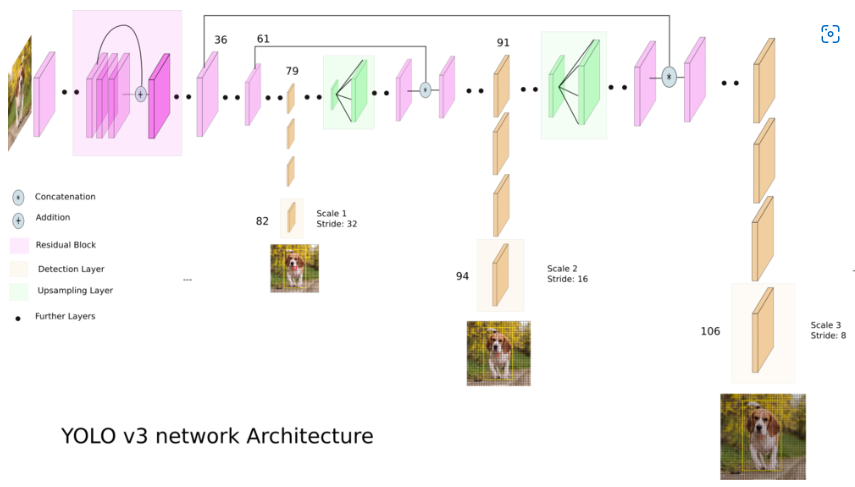 36
61
91
79
Concatenation
Addition
Residual Block
Detection Layer
Upsampling Layer
Further Layers
...
82
Scale 1
Stride: 32
94
Scale 2
Stride: 16
106
Scale 3
Stride: 8
YOLO v3 network Architecture